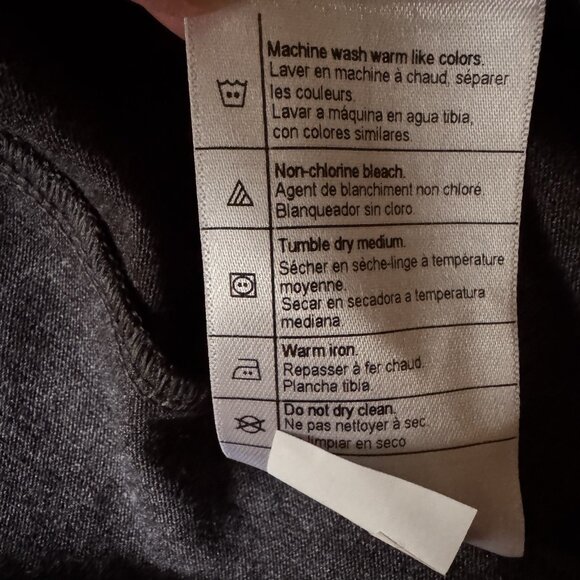 Machine wash warm like colors.
Laver en machine à chaud, séparer
les couleurs.
Lavar a máquina en agua tibia,
con colores similares.
Non-chlorine bleach.
Agent de blanchiment non chloré.
Blanqueador sin cloro.
Tumble dry medium.
Sécher en sèche-linge à température
moyenne.
Secar en secadora a temperatura
mediana.
Warm iron.
Repasser à fer chaud.
Plancha tibia.
Do not dry clean.
Ne pas nettoyer à sec.
limpiar en seco